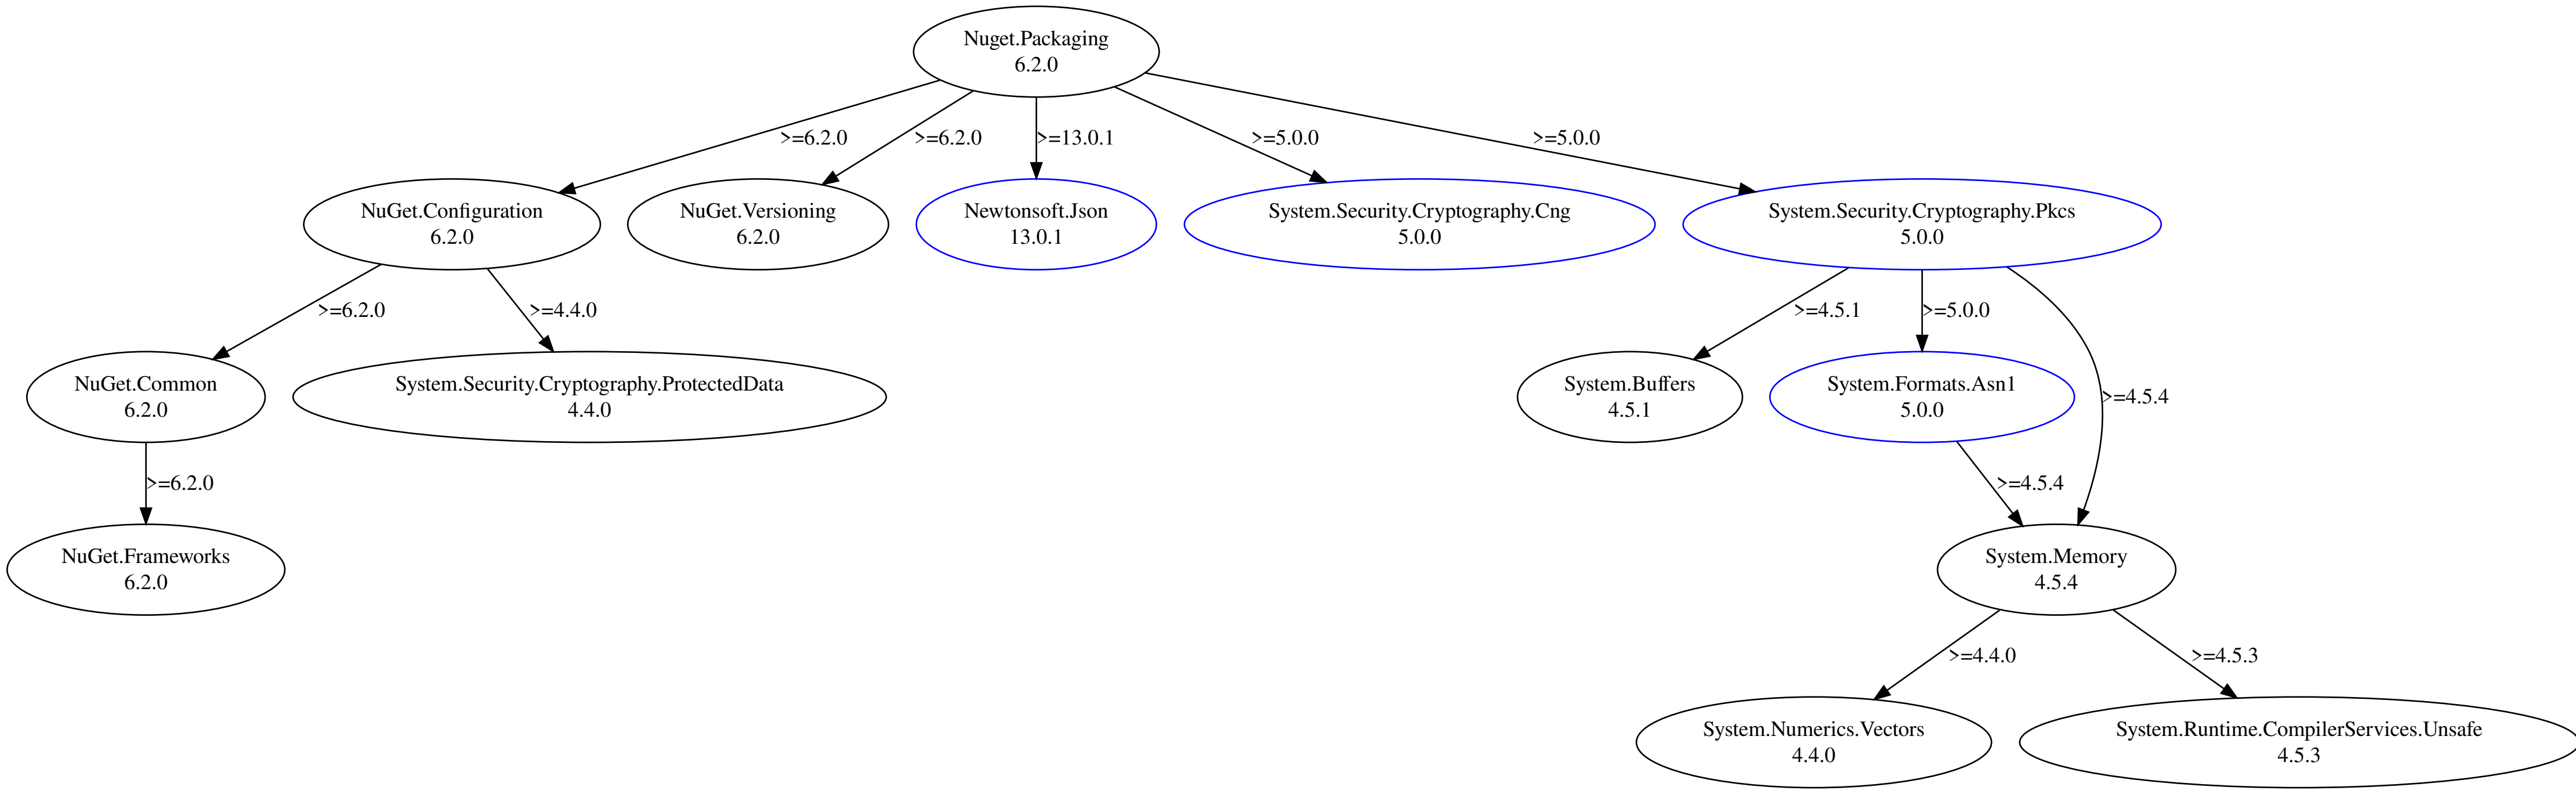 Nuget.Packaging
6.2.0
>=6.2.0
>=6.2.0
>=13.0.1
>=5.0.0
>=5.0.0
NuGet.Configuration
6.2.0
NuGet.Versioning
6.2.0
Newtonsoft.Json
13.0.1
System.Security.Cryptography.Cng
5.0.0
System.Security.Cryptography.Pkcs
5.0.0
>=6.2.0
>=4.4.0
>=4.5.1
>=5.0.0
>=4.5.4
NuGet.Common
6.2.0
System.Security.Cryptography.ProtectedData
4.4.0
System.Buffers
4.5.1
System.Formats.Asn1
5.0.0
>=6.2.0
>=4.5.4
NuGet.Frameworks
6.2.0
System.Memory
4.5.4
>=4.4.0
>=4.5.3
System.Numerics.Vectors
4.4.0
System.Runtime.CompilerServices.Unsafe
4.5.3